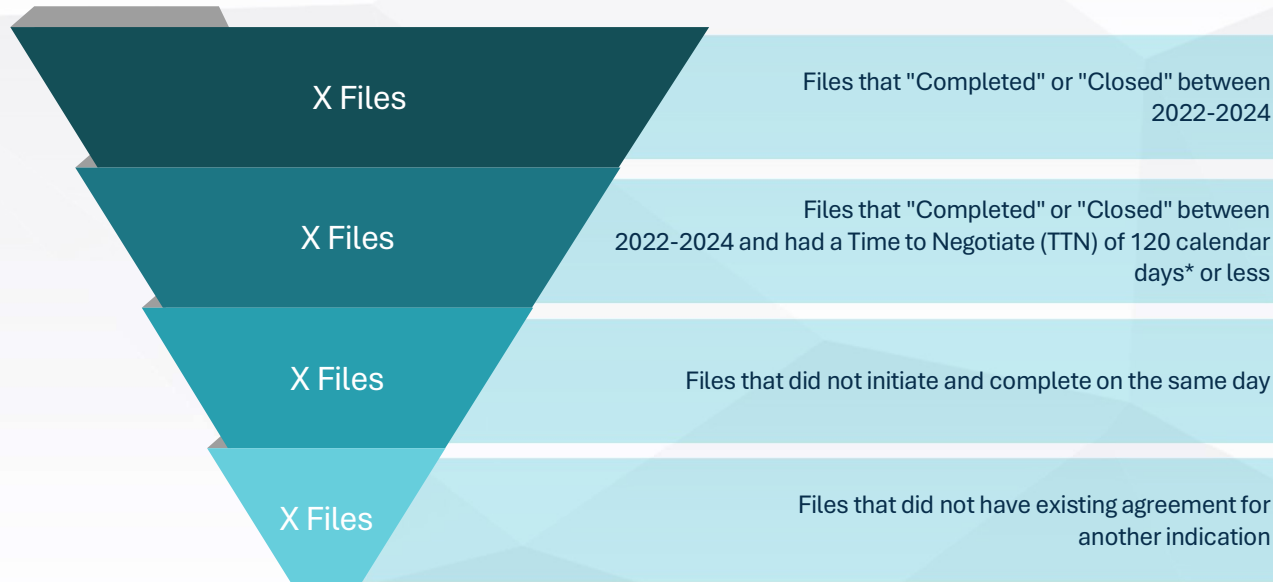 X Files
Files that "Completed" or "Closed" between
2022-2024
X Files
Files that "Completed" or "Closed" between
2022-2024 and had a Time to Negotiate (TTN) of 120 calendar
days* or less
X Files
Files that did not initiate and complete on the same day
X Files
Files that did not have existing agreement for
another indication